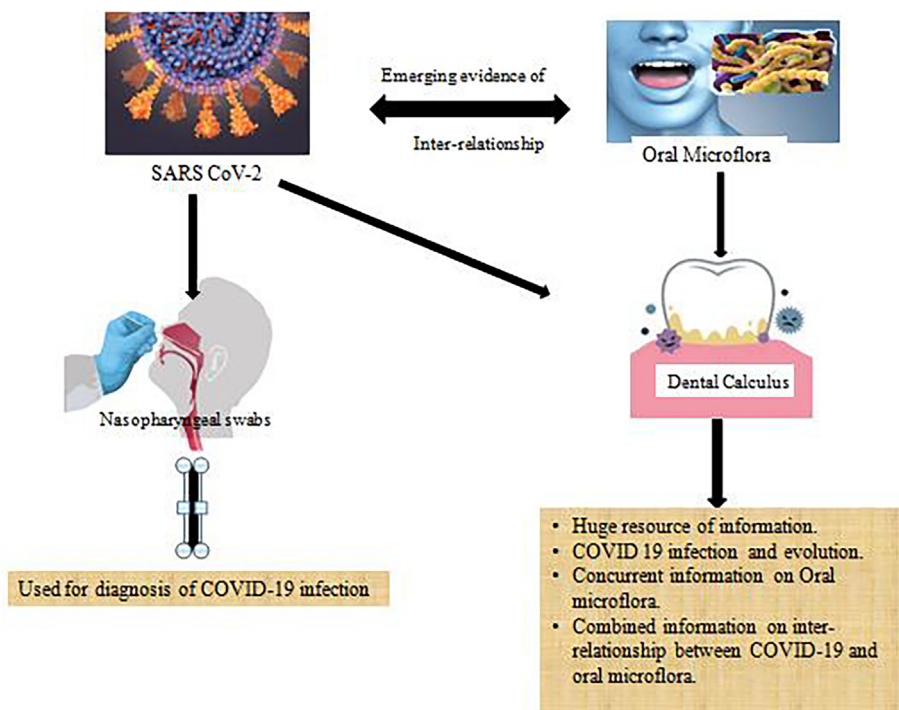 Emerging evidence of
Inter-relationship
SARS CoV-2
Oral Microflora
Nasopharyngeal swabs
Dental Calculus
Used for diagnosis of COVID-19 infection
• Huge resource of information.
• COVID 19 infection and evolution.
• Concurrent information on Oral
microflora.
• Combined information on inter-
relationship between COVID-19 and
oral microflora.